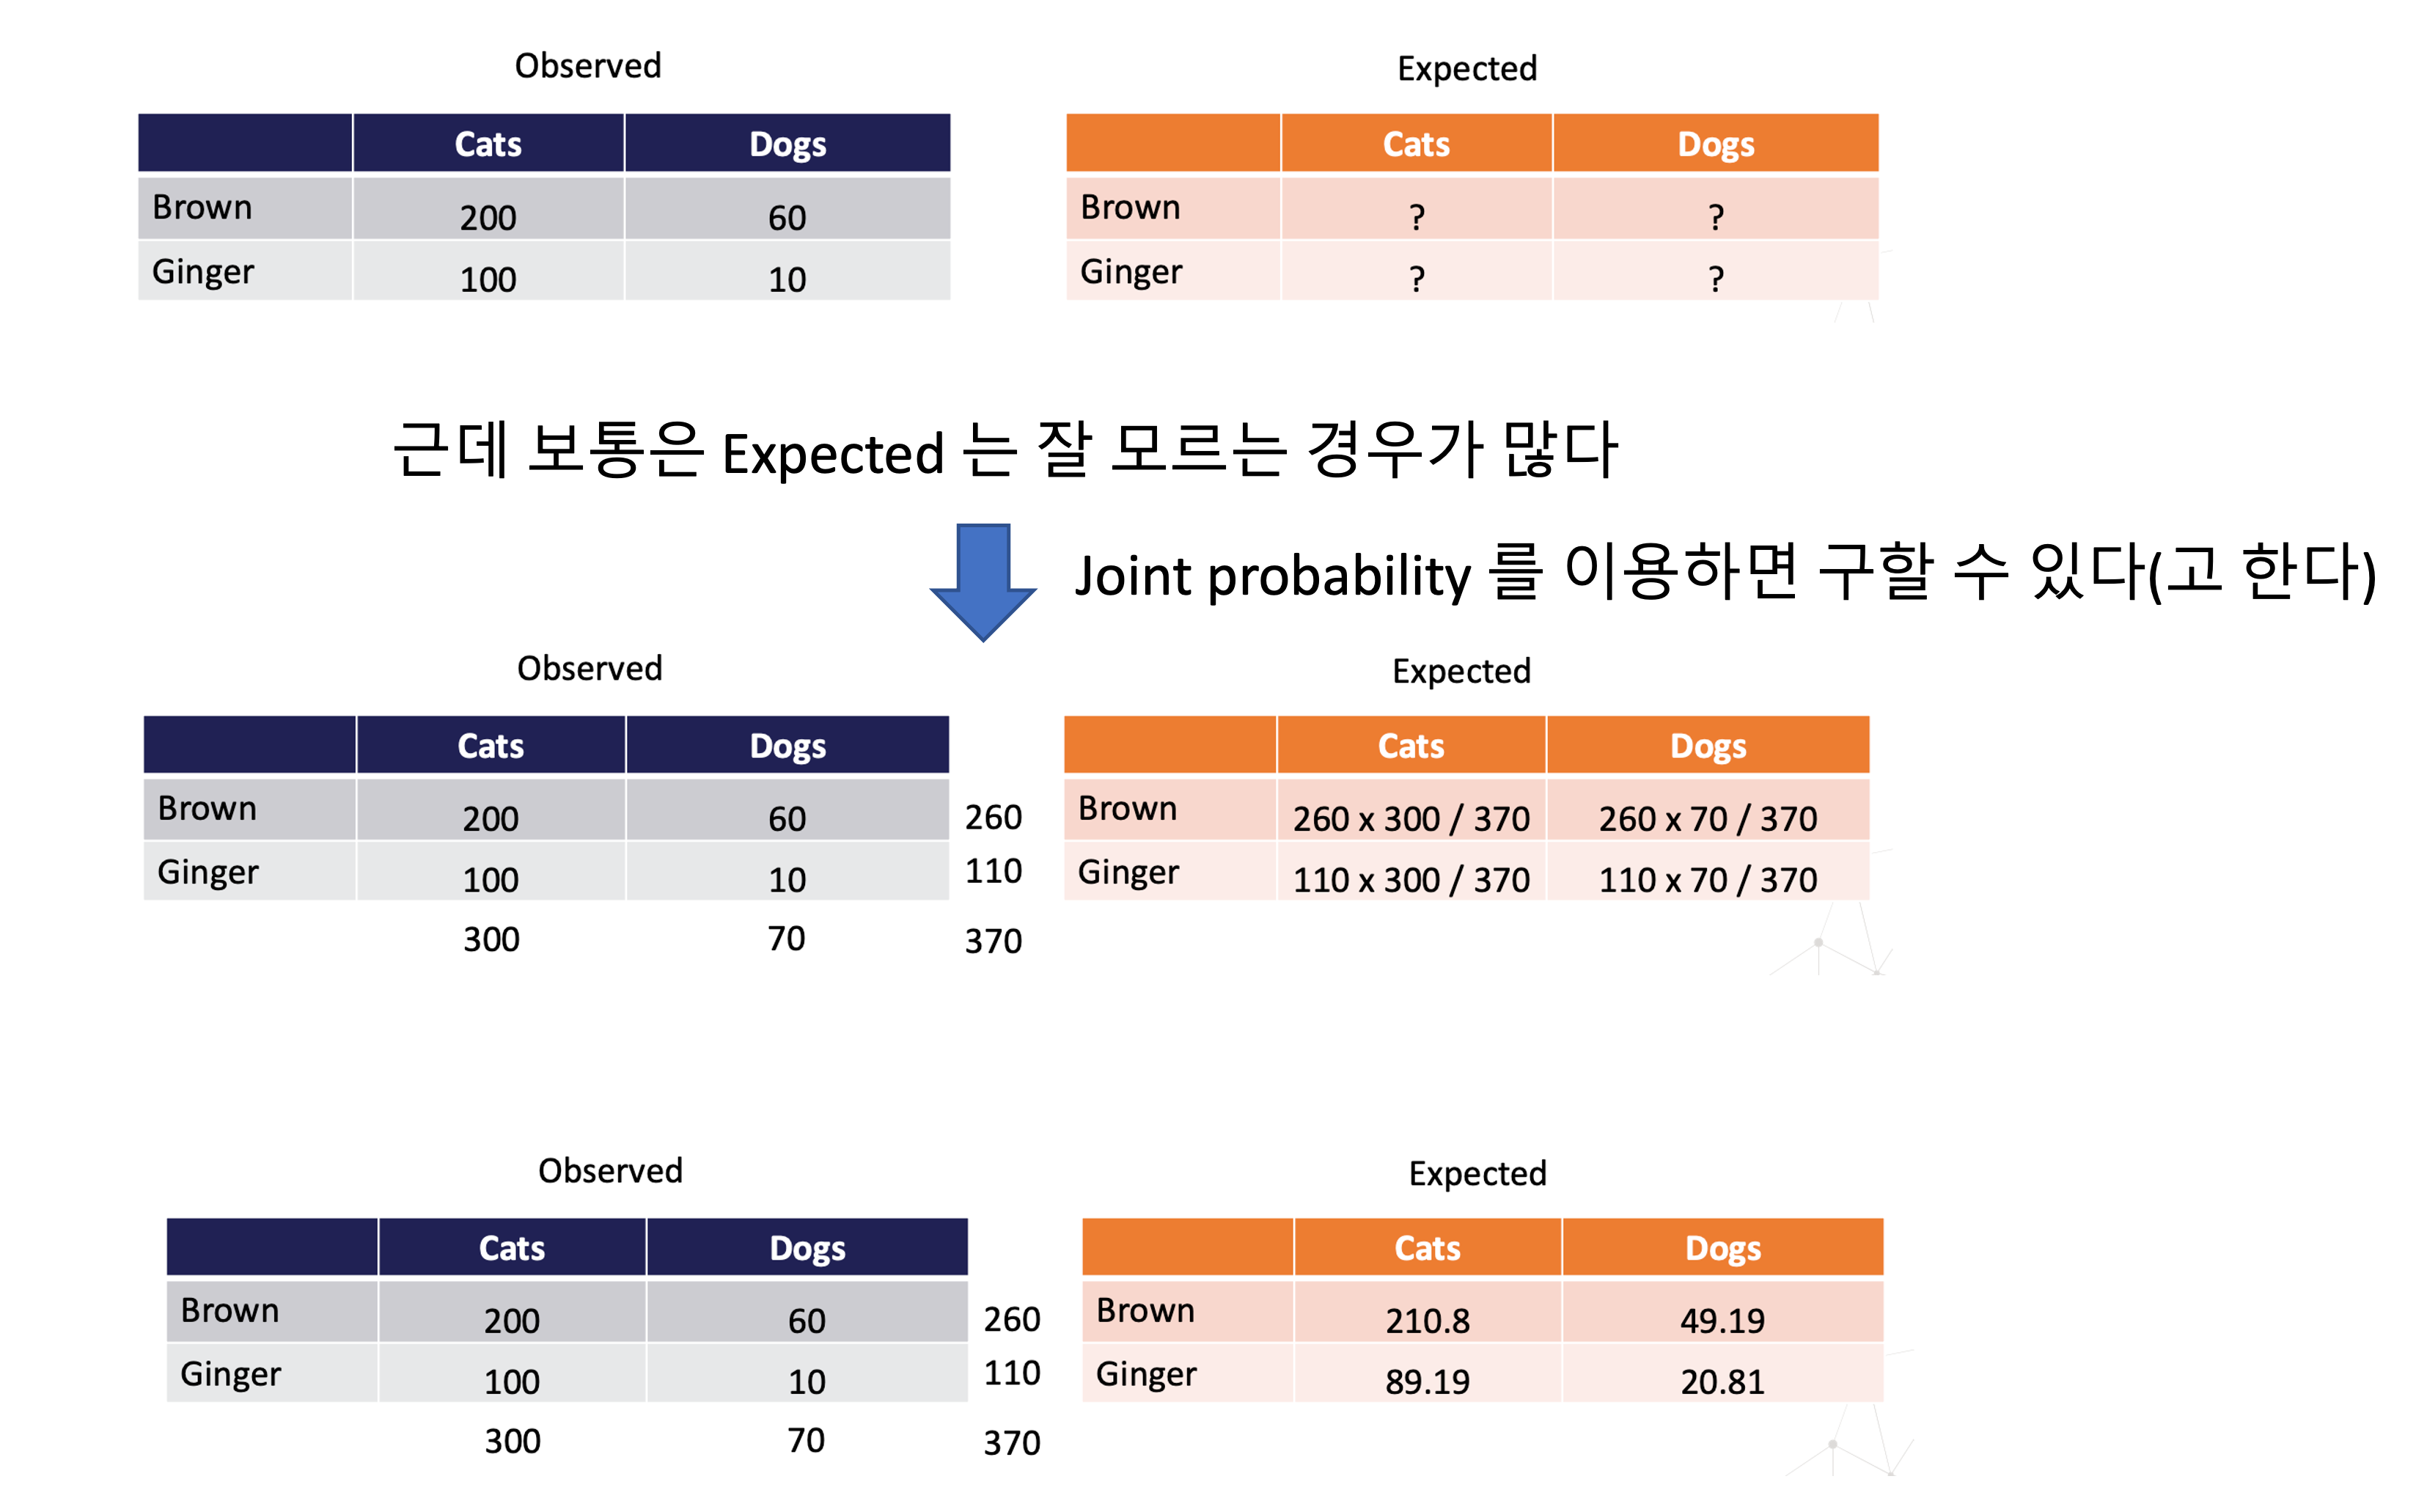 Observed Expected
Cats Dogs Cats Dogs
Brown 200 60 Brown ? ?
Ginger 100 10 Ginger ? ?
근데 보통은 Expected 는 잘 모르는 경우가 많다
Joint probability 를 이용하면 구할 수 있다(고 한다)
Observed Expected
Cats Dogs Cats Dogs
Brown 200 60 260 Brown 260 x 300 / 370 260 x 70 / 370
Ginger 100 10 110 Ginger 110 x 300 / 370 110 x 70 / 370
300 70 370
Observed Expected
Cats Dogs Cats Dogs
Brown 200 60 260 Brown 210.8 49.19
Ginger 100 10 110 Ginger 89.19 20.81
300 70 370